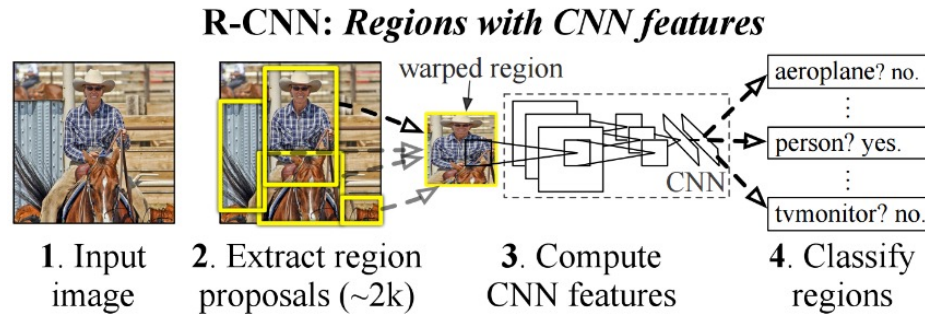 R-CNN: Regions with CNN features
warped region
aeroplane? no.
⋮
person? yes.
⋮
tvmonitor? no.
CNN
1. Input
image
2. Extract region
proposals (~2k)
3. Compute
CNN features
4. Classify
regions